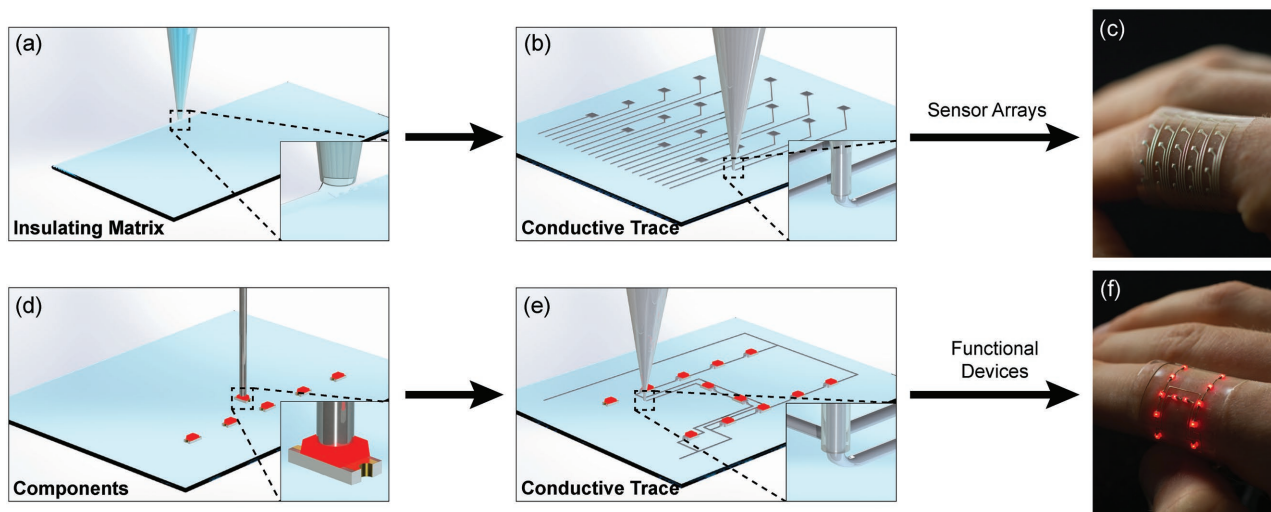 (a)
Insulating Matrix
(b)
Conductive Trace
Sensor Arrays
(c)
(d)
Components
(e)
Conductive Trace
Functional
Devices
(f)